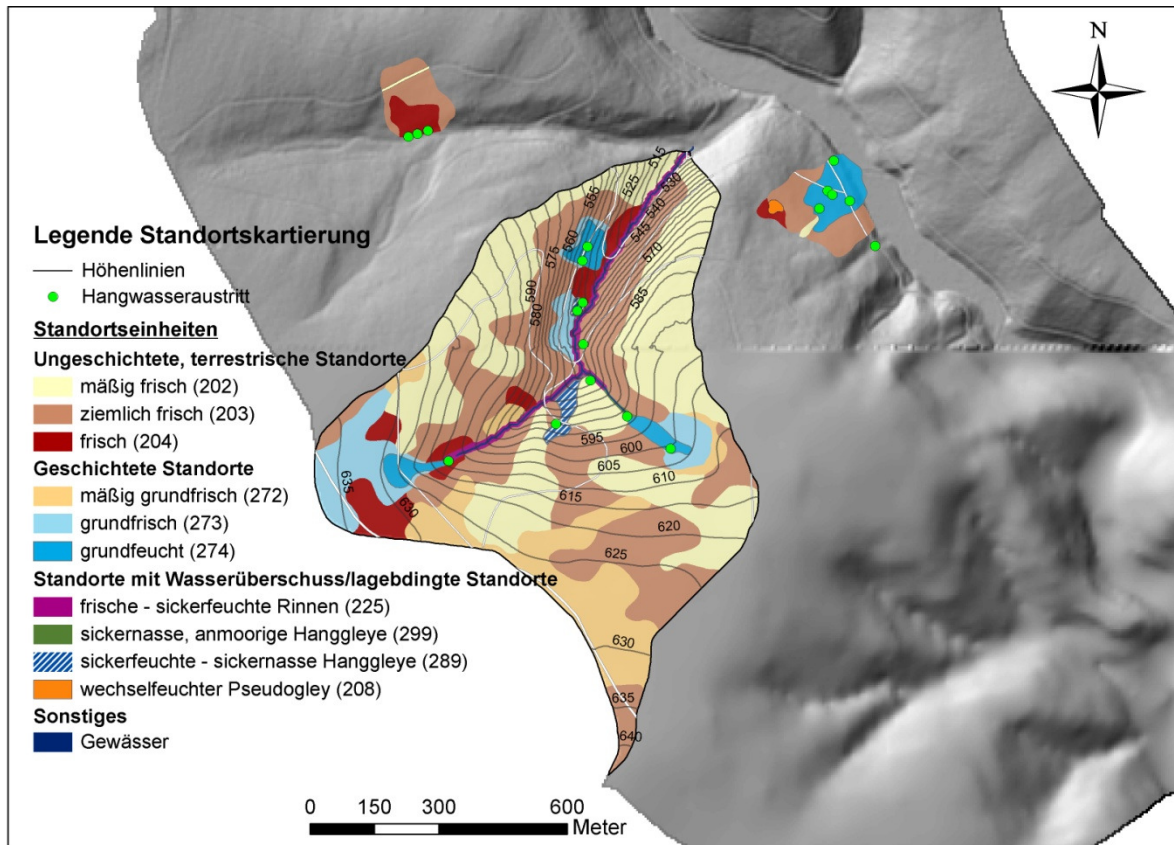 N
Legende Standortskartierung
Höhenlinien
Hangwasseraustritt
Standortseinheiten
Ungeschichtete, terrestrische Standorte
mäßig frisch (202)
ziemlich frisch (203)
frisch (204)
Geschichtete Standorte
mäßig grundfrisch (272)
grundfrisch (273)
grundfeucht (274)
Standorte mit Wasserüberschuss/lagebdingte Standorte
frische - sickerfeuchte Rinnen (225)
sickernasse, anmoorige Hanggleye (299)
sickerfeuchte - sickernasse Hanggleye (289)
wechselfeuchter Pseudogley (208)
Sonstiges
Gewässer
515
525
530
555
540
560
545
575
570
590
585
580
595
600
605
610
635
615
630
620
625
630
635
640
0 150 300 600
Meter